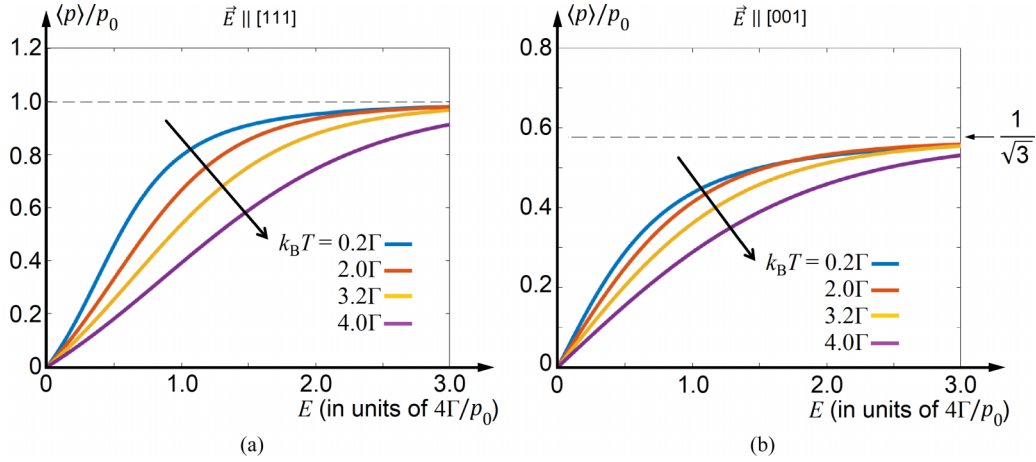 ⟨p⟩/p₀
E⃗ || [111]
1.2
1.0
0.8
0.6
0.4
0.2
0
k_B T = 0.2Γ
2.0Γ
3.2Γ
4.0Γ
0 1.0 2.0 3.0
E (in units of 4Γ/p₀)
(a)
⟨p⟩/p₀
E⃗ || [001]
0.8
0.6
0.4
0.2
0
1/√3
k_B T = 0.2Γ
2.0Γ
3.2Γ
4.0Γ
0 1.0 2.0 3.0
E (in units of 4Γ/p₀)
(b)